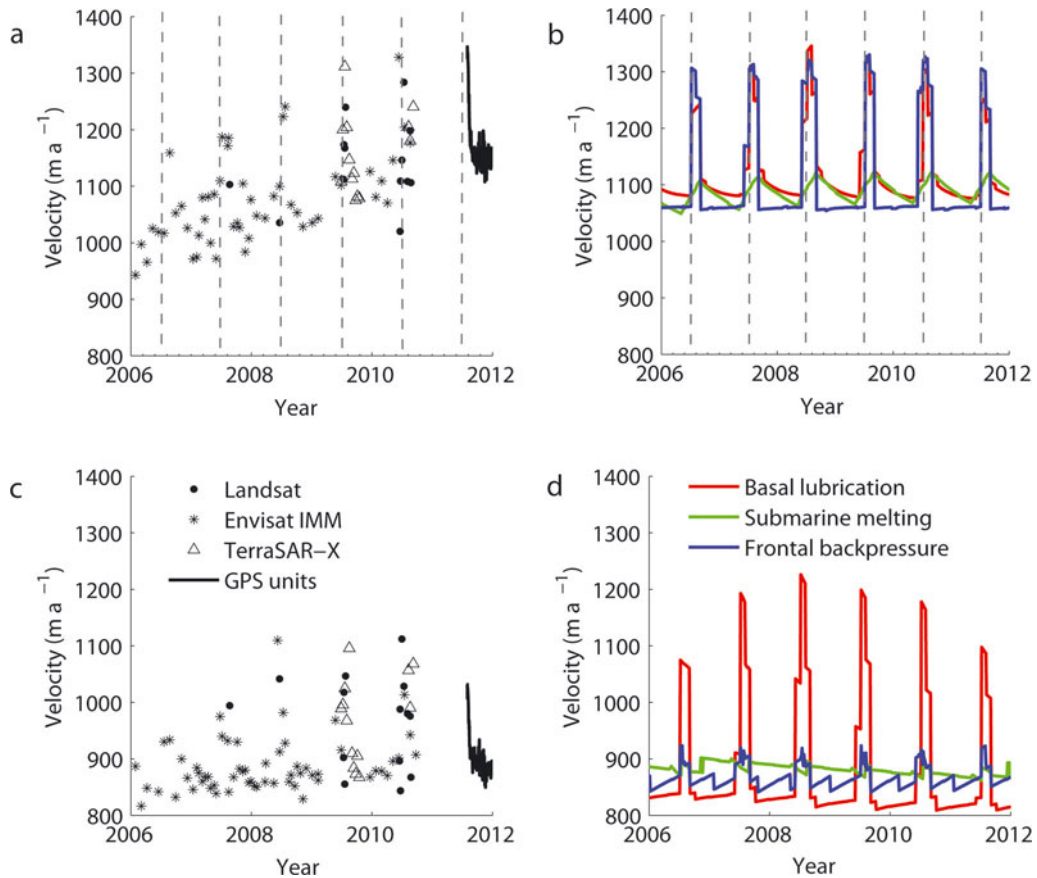 a
Velocity (m a⁻¹)
1400
1300
1200
1100
1000
900
800
2006
2008
2010
2012
Year
b
Velocity (m a⁻¹)
1400
1300
1200
1100
1000
900
800
2006
2008
2010
2012
Year
c
Velocity (m a⁻¹)
1400
1300
1200
1100
1000
900
800
2006
2008
2010
2012
Year
Landsat
Envisat IMM
TerraSAR–X
GPS units
d
Velocity (m a⁻¹)
1400
1300
1200
1100
1000
900
800
2006
2008
2010
2012
Year
Basal lubrication
Submarine melting
Frontal backpressure